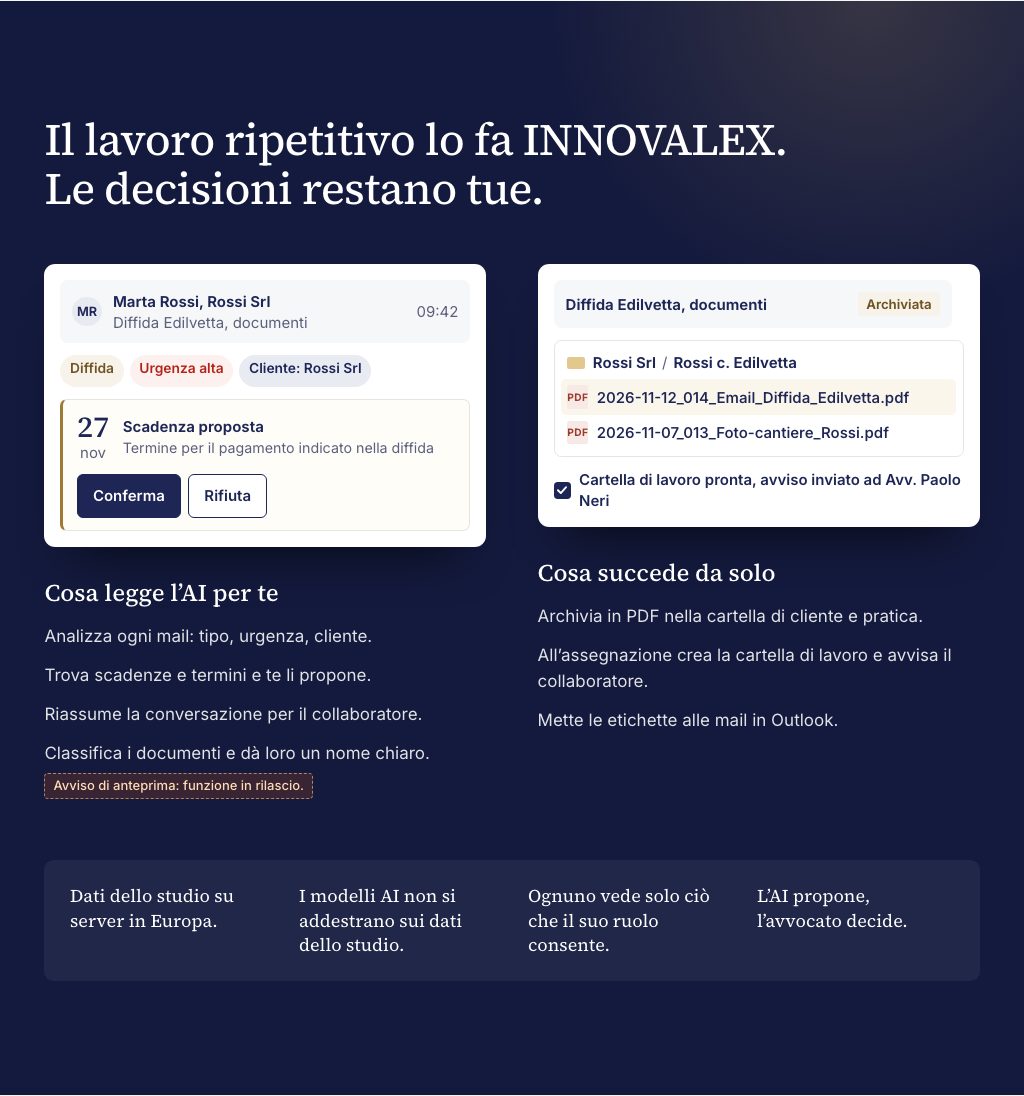 Il lavoro ripetitivo lo fa INNOVALEX.
Le decisioni restano tue.
MR
Marta Rossi, Rossi Srl
Diffida Edilvetta, documenti
09:42
Diffida
Urgenza alta
Cliente: Rossi Srl
27
nov
Scadenza proposta
Termine per il pagamento indicato nella diffida
Conferma
Rifiuta
Cosa legge l’AI per te
Analizza ogni mail: tipo, urgenza, cliente.
Trova scadenze e termini e te li propone.
Riassume la conversazione per il collaboratore.
Classifica i documenti e dà loro un nome chiaro.
Avviso di anteprima: funzione in rilascio.
Diffida Edilvetta, documenti
Archiviata
Rossi Srl / Rossi c. Edilvetta
PDF 2026-11-12_014_Email_Diffida_Edilvetta.pdf
PDF 2026-11-07_013_Foto-cantiere_Rossi.pdf
Cartella di lavoro pronta, avviso inviato ad Avv. Paolo
Neri
Cosa succede da solo
Archivia in PDF nella cartella di cliente e pratica.
All’assegnazione crea la cartella di lavoro e avvisa il
collaboratore.
Mette le etichette alle mail in Outlook.
Dati dello studio su
server in Europa.
I modelli AI non si
addestrano sui dati
dello studio.
Ognuno vede solo ciò
che il suo ruolo
consente.
L’AI propone,
l’avvocato decide.